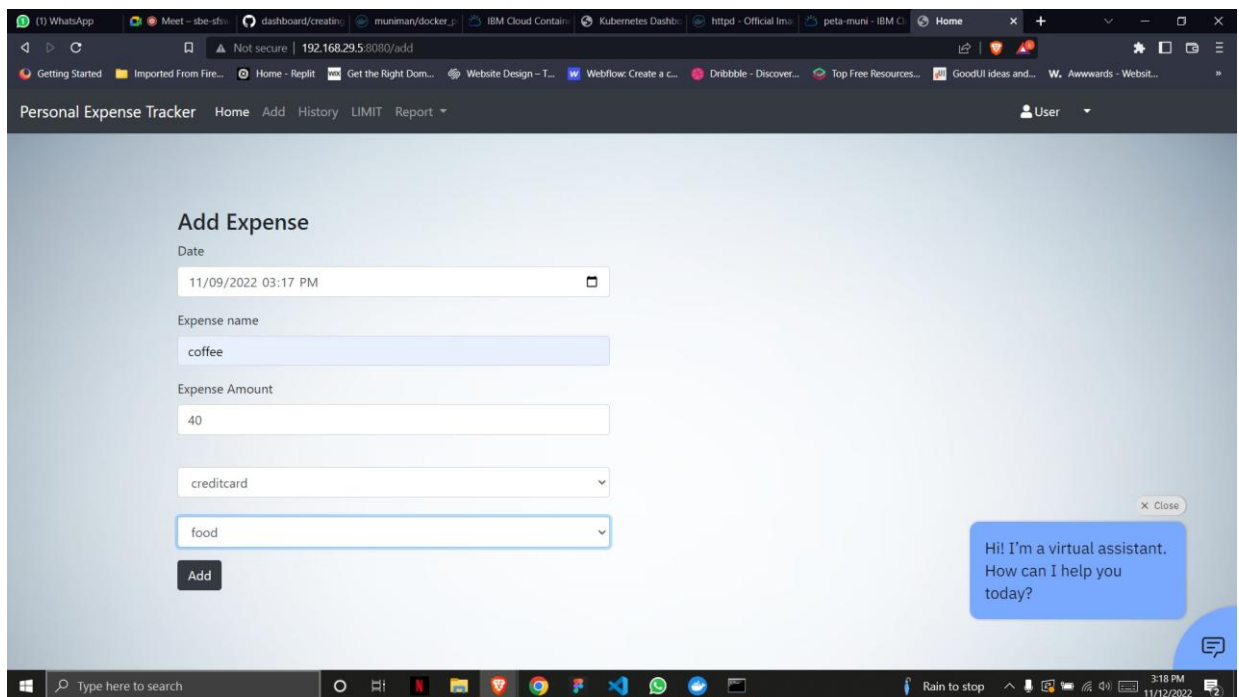 (1) WhatsApp Meet – sbe-sfsw dashboard/creating muniman/docker_p IBM Cloud Contain Kubernetes Dashbo httpd - Official Ima peta-muni - IBM Cl Home
Not secure | 192.168.29.5:8080/add
Getting Started Imported From Fire... Home - Replit WIX Get the Right Dom... Website Design – T... W Webflow: Create a c... Dribbble - Discover... Top Free Resources... GoodUI ideas and... W. Awwwards - Websit... »
Personal Expense Tracker Home Add History LIMIT Report User
Add Expense
Date
11/09/2022 03:17 PM
Expense name
coffee
Expense Amount
40
creditcard
food
Add
× Close
Hi! I'm a virtual assistant.
How can I help you
today?
Type here to search N Rain to stop 3:18 PM
11/12/2022 2